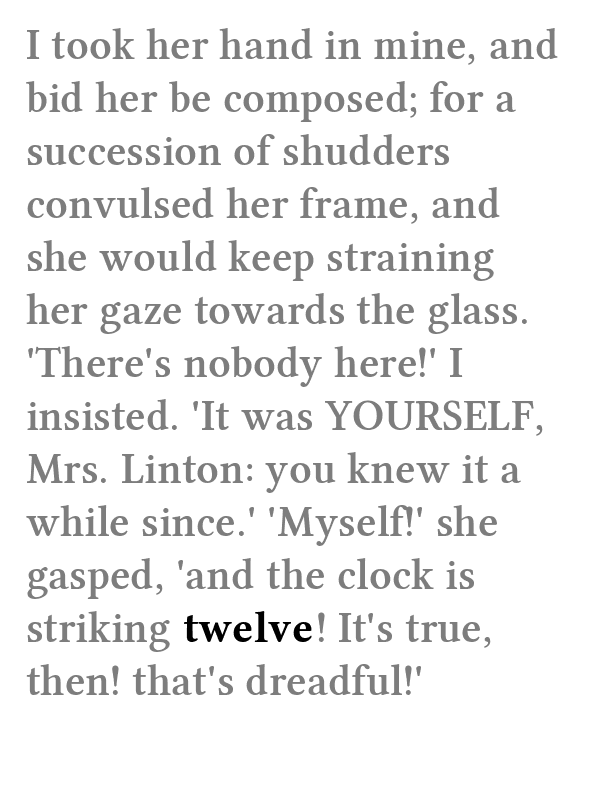 I took her hand in mine, and
bid her be composed; for a
succession of shudders
convulsed her frame, and
she would keep straining
her gaze towards the glass.
'There's nobody here!' I
insisted. 'It was YOURSELF,
Mrs. Linton: you knew it a
while since.' 'Myself!' she
gasped, 'and the clock is
striking twelve! It's true,
then! that's dreadful!'